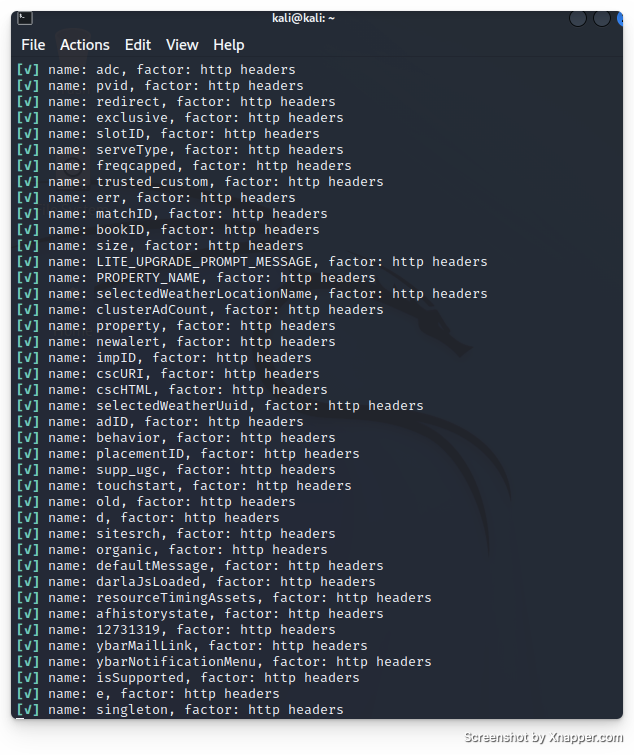 kali@kali: ~
File Actions Edit View Help
[√] name: adc, factor: http headers
[√] name: pvid, factor: http headers
[√] name: redirect, factor: http headers
[√] name: exclusive, factor: http headers
[√] name: slotID, factor: http headers
[√] name: serveType, factor: http headers
[√] name: freqcapped, factor: http headers
[√] name: trusted_custom, factor: http headers
[√] name: err, factor: http headers
[√] name: matchID, factor: http headers
[√] name: bookID, factor: http headers
[√] name: size, factor: http headers
[√] name: LITE_UPGRADE_PROMPT_MESSAGE, factor: http headers
[√] name: PROPERTY_NAME, factor: http headers
[√] name: selectedWeatherLocationName, factor: http headers
[√] name: clusterAdCount, factor: http headers
[√] name: property, factor: http headers
[√] name: newalert, factor: http headers
[√] name: impID, factor: http headers
[√] name: cscURI, factor: http headers
[√] name: cscHTML, factor: http headers
[√] name: selectedWeatherUuid, factor: http headers
[√] name: adID, factor: http headers
[√] name: behavior, factor: http headers
[√] name: placementID, factor: http headers
[√] name: supp_ugc, factor: http headers
[√] name: touchstart, factor: http headers
[√] name: old, factor: http headers
[√] name: d, factor: http headers
[√] name: sitesrch, factor: http headers
[√] name: organic, factor: http headers
[√] name: defaultMessage, factor: http headers
[√] name: darlaJsLoaded, factor: http headers
[√] name: resourceTimingAssets, factor: http headers
[√] name: afhistorystate, factor: http headers
[√] name: 12731319, factor: http headers
[√] name: ybarMailLink, factor: http headers
[√] name: ybarNotificationMenu, factor: http headers
[√] name: isSupported, factor: http headers
[√] name: e, factor: http headers
[√] name: singleton, factor: http headers
Screenshot by Xnapper.com